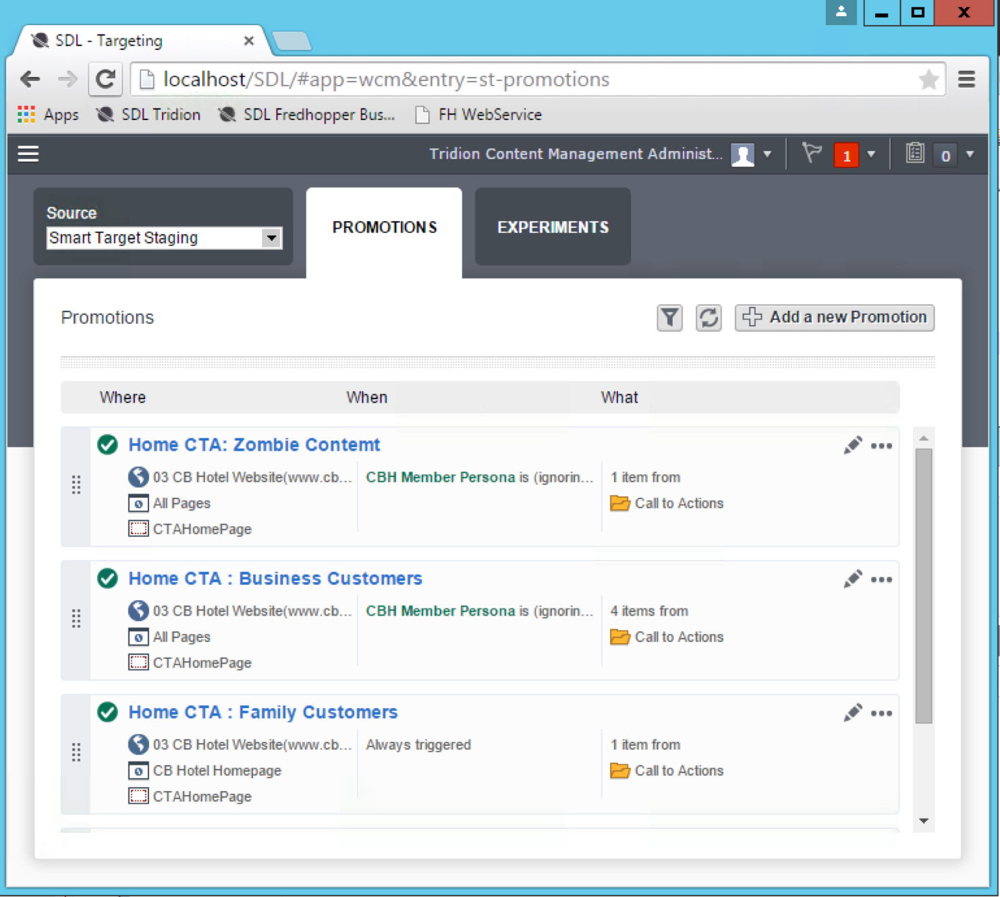 SDL - Targeting
localhost/SDL/#app=wcm&entry=st-promotions
Apps SDL Tridion SDL Fredhopper Bus... FH WebService
Tridion Content Management Administ... 1 0
Source
Smart Target Staging
PROMOTIONS
EXPERIMENTS
Promotions
Add a new Promotion
Where When What
Home CTA: Zombie Contemt
03 CB Hotel Website(www.cb... CBH Member Persona is (ignorin... 1 item from
All Pages Call to Actions
CTAHomePage
Home CTA : Business Customers
03 CB Hotel Website(www.cb... CBH Member Persona is (ignorin... 4 items from
All Pages Call to Actions
CTAHomePage
Home CTA : Family Customers
03 CB Hotel Website(www.cb... Always triggered 1 item from
CB Hotel Homepage Call to Actions
CTAHomePage